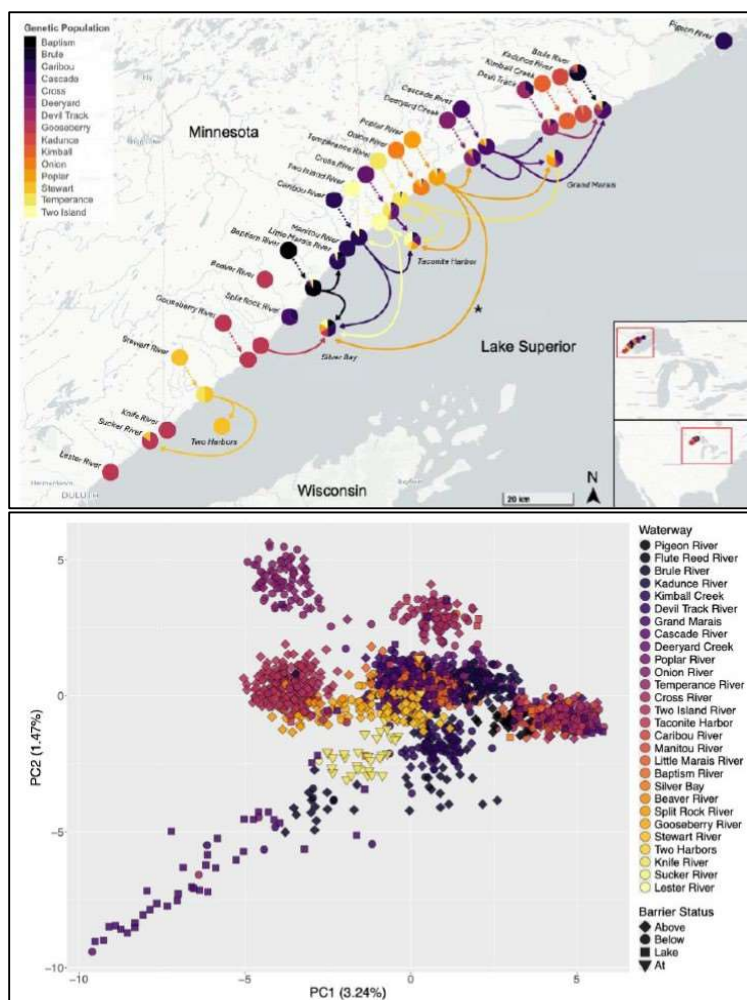 Genetic Population
Baptism
Brule
Caribou
Cascade
Cross
Deeryard
Devil Track
Gooseberry
Kadunce
Kimball
Onion
Poplar
Stewart
Temperance
Two Island
Minnesota
Pigeon River
Brule River
Kadunce River
Kimball Creek
Devil Track
Cascade River
Deeryard Creek
Poplar River
Onion River
Temperance River
Cross River
Two Island River
Caribou River
Manitou River
Little Marais River
Baptism River
Beaver River
Split Rock River
Gooseberry River
Stewart River
Knife River
Sucker River
Lester River
Grand Marais
Taconite Harbor
*
Silver Bay
Two Harbors
Lake Superior
Wisconsin
DULUTH
20 km
N
Waterway
Pigeon River
Flute Reed River
Brule River
Kadunce River
Kimball Creek
Devil Track River
Grand Marais
Cascade River
Deeryard Creek
Poplar River
Onion River
Temperance River
Cross River
Two Island River
Taconite Harbor
Caribou River
Manitou River
Little Marais River
Baptism River
Silver Bay
Beaver River
Split Rock River
Gooseberry River
Stewart River
Two Harbors
Knife River
Sucker River
Lester River
Barrier Status
Above
Below
Lake
At
PC2 (1.47%)
5
0
-5
-10
-10
-5
0
5
PC1 (3.24%)